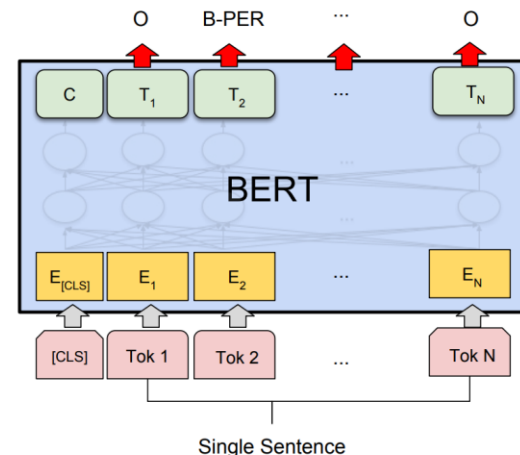 O B-PER ... O
C T1 T2 ... TN
...
BERT
...
E[CLS] E1 E2 ... EN
[CLS] Tok 1 Tok 2 ... Tok N
Single Sentence